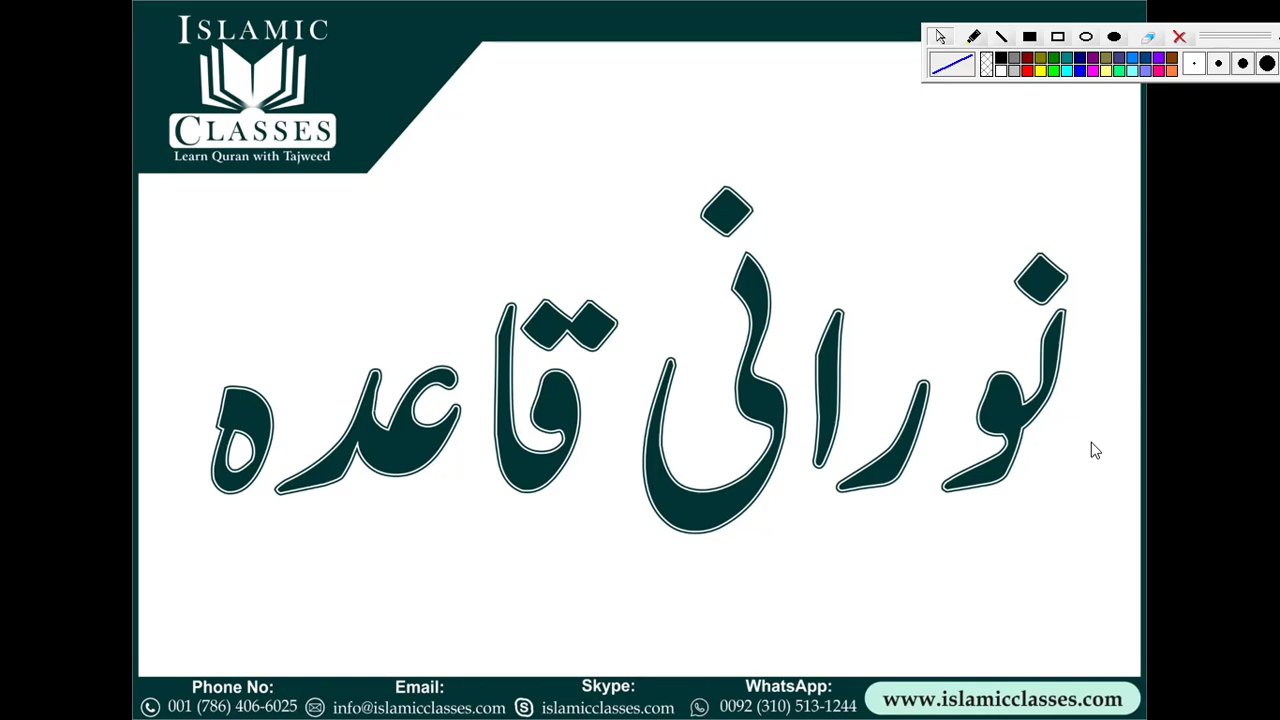 ISLAMIC
CLASSES
Learn Quran with Tajweed
نورانی قاعدہ
Phone No:
001 (786) 406-6025
Email:
info@islamicclasses.com
Skype:
islamicclasses.com
WhatsApp:
0092 (310) 513-1244
www.islamicclasses.com